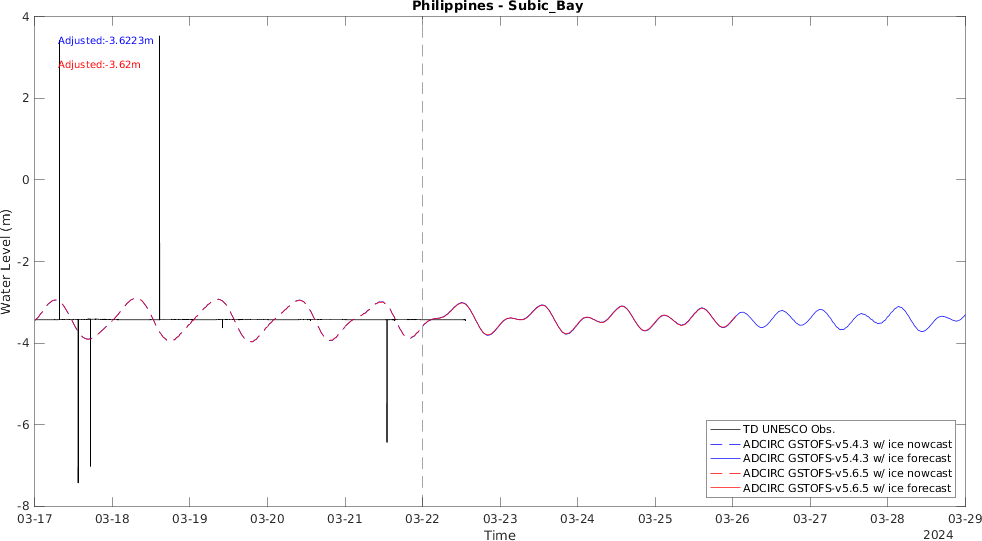 Philippines - Subic_Bay
4
2
0
-2
-4
-6
-8
Water Level (m)
Adjusted:-3.6223m
Adjusted:-3.62m
TD UNESCO Obs.
ADCIRC GSTOFS-v5.4.3 w/ ice nowcast
ADCIRC GSTOFS-v5.4.3 w/ ice forecast
ADCIRC GSTOFS-v5.6.5 w/ ice nowcast
ADCIRC GSTOFS-v5.6.5 w/ ice forecast
03-17 03-18 03-19 03-20 03-21 03-22 03-23 03-24 03-25 03-26 03-27 03-28 03-29
Time
2024